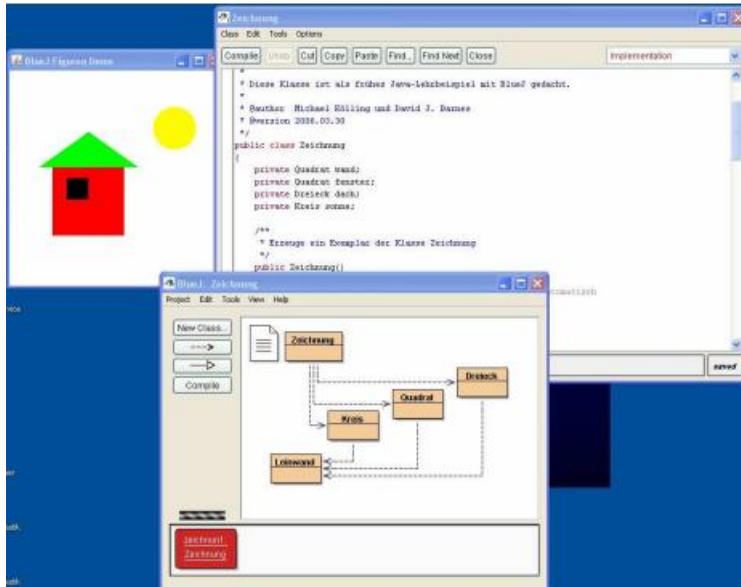 BlueJ Figuren Demo
Zeichnung
Class Edit Tools Options
Compile Undo Cut Copy Paste Find... Find Next Close
Implementation
*
* Diese Klasse ist als frühes Java-Lehrbeispiel mit BlueJ gedacht.
*
* @author Michael Kölling und David J. Barnes
* @version 2006.03.30
*/
public class Zeichnung
{
private Quadrat wand;
private Quadrat fenster;
private Dreieck dach;
private Kreis sonne;
/**
* Erzeuge ein Exemplar der Klasse Zeichnung
*/
public Zeichnung()
saved
BlueJ: Zeichnung
Project Edit Tools View Help
New Class...
Compile
Zeichnung
Dreieck
Quadrat
Kreis
Leinwand
zeichnun1:
Zeichnung